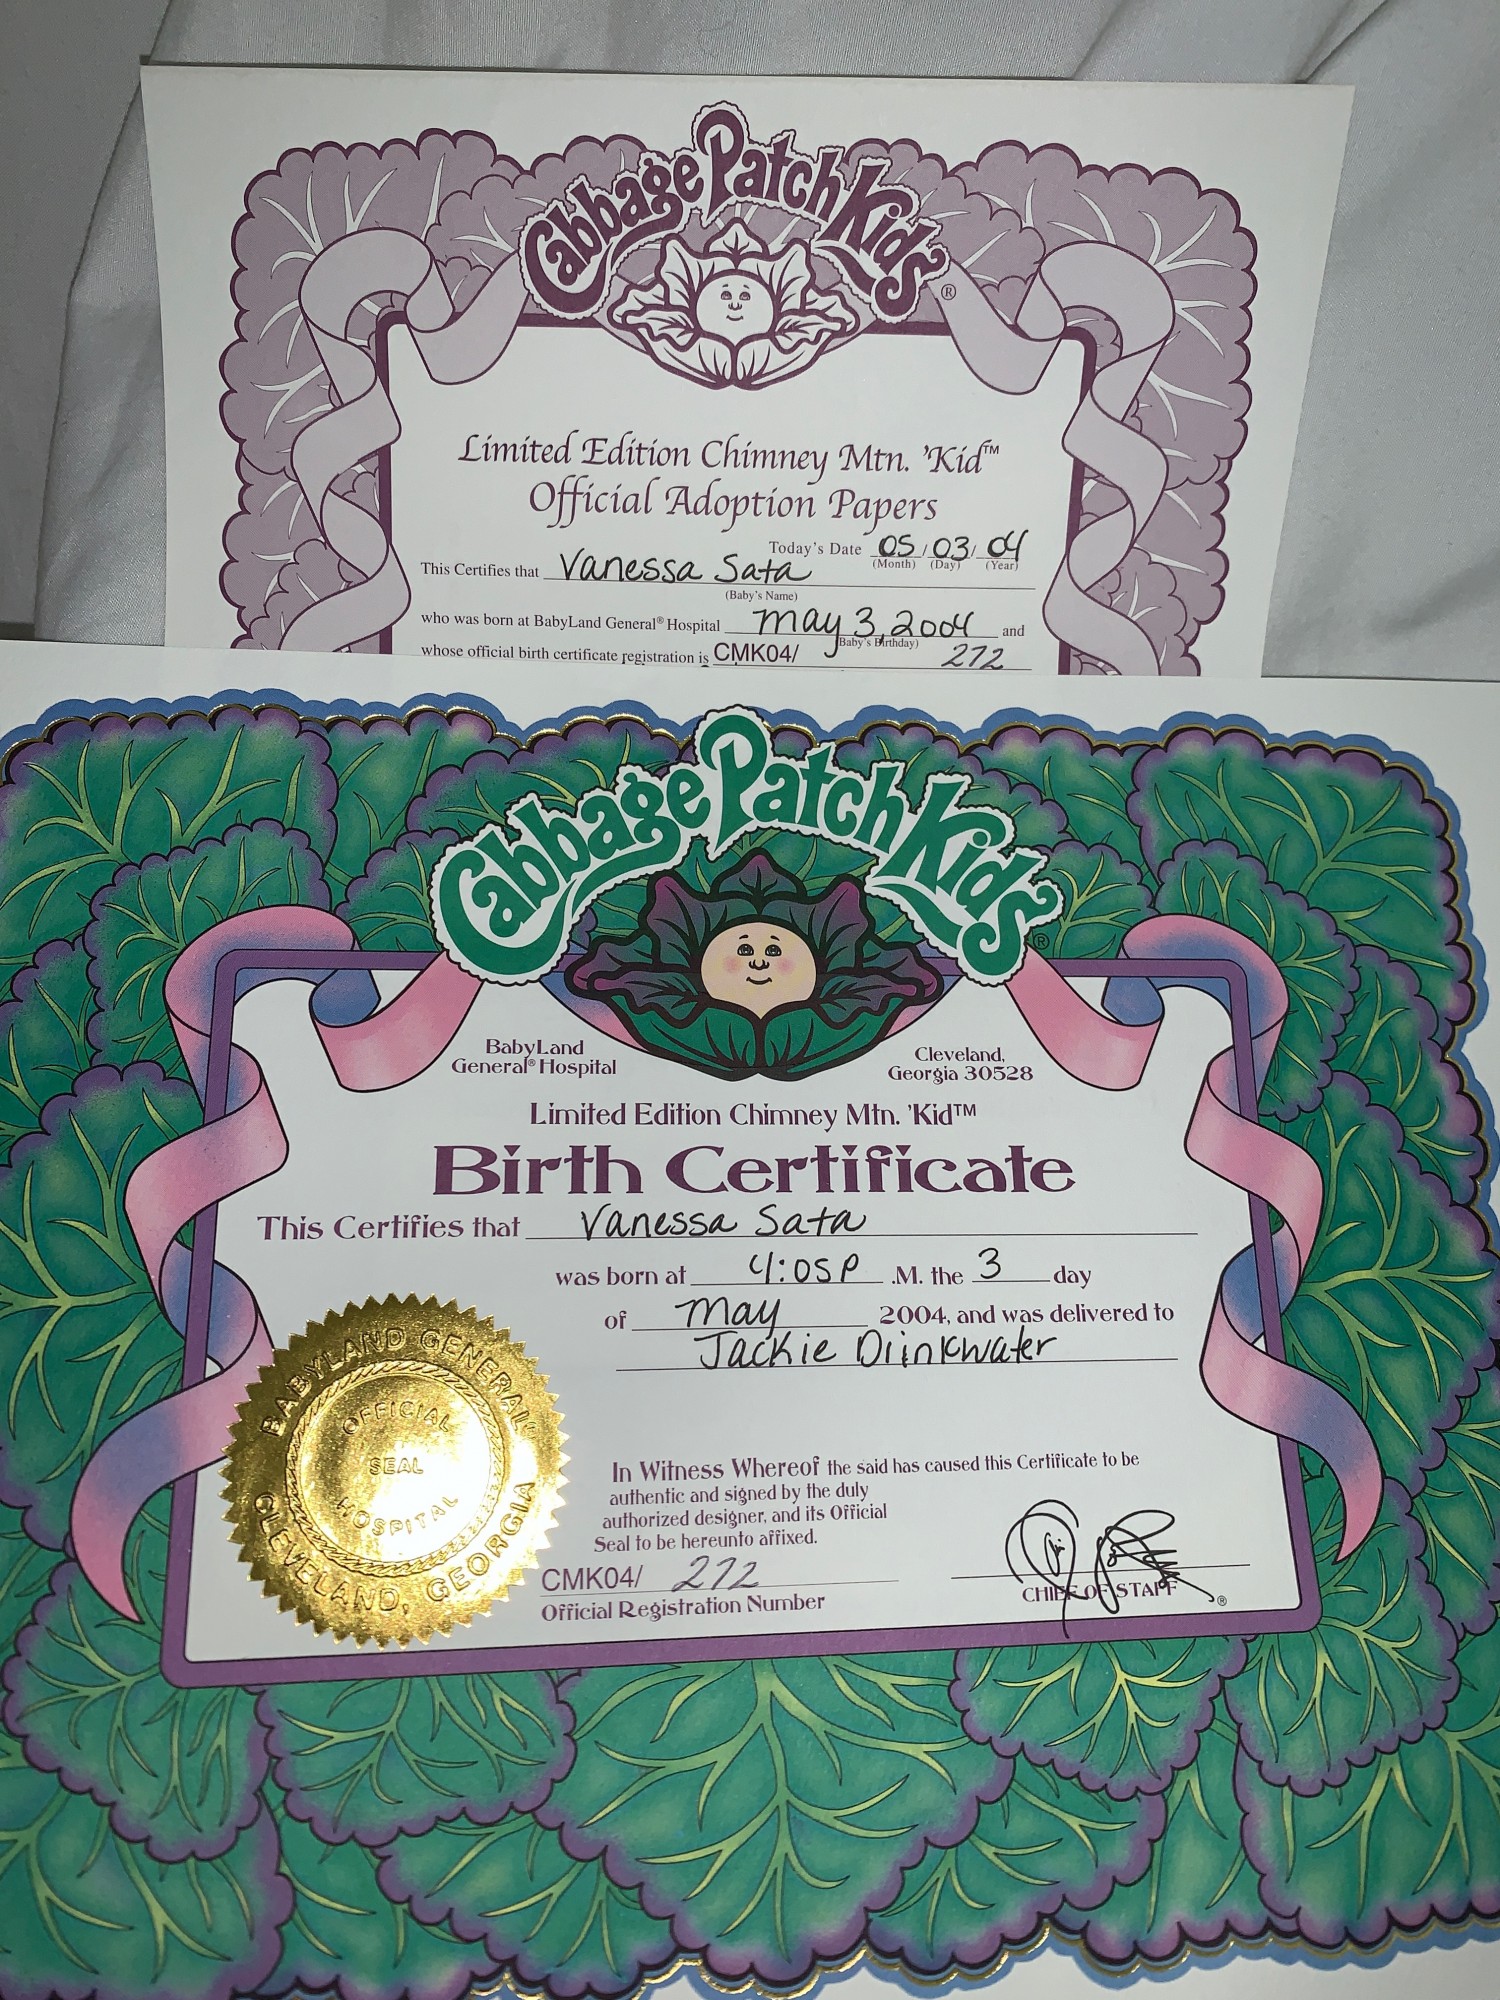 Cabbage Patch Kids®
Limited Edition Chimney Mtn. 'Kid™
Official Adoption Papers
Today's Date 05/03/04
(Month) (Day) (Year)
This Certifies that Vanessa Sata
(Baby's Name)
who was born at BabyLand General® Hospital May 3, 2004 and
(Baby's Birthday)
whose official birth certificate registration is CMK04/ 272
Cabbage Patch Kids®
BabyLand
General® Hospital
Cleveland,
Georgia 30528
Limited Edition Chimney Mtn. 'Kid™
Birth Certificate
This Certifies that Vanessa Sata
was born at 4:05P .M. the 3 day
of May 2004, and was delivered to
Jackie Drinkwater
BABYLAND GENERAL
OFFICIAL
SEAL
HOSPITAL
CLEVELAND, GEORGIA
In Witness Whereof the said has caused this Certificate to be
authentic and signed by the duly
authorized designer, and its Official
Seal to be hereunto affixed.
CMK04/ 272
Official Registration Number
CHIEF OF STAFF ®